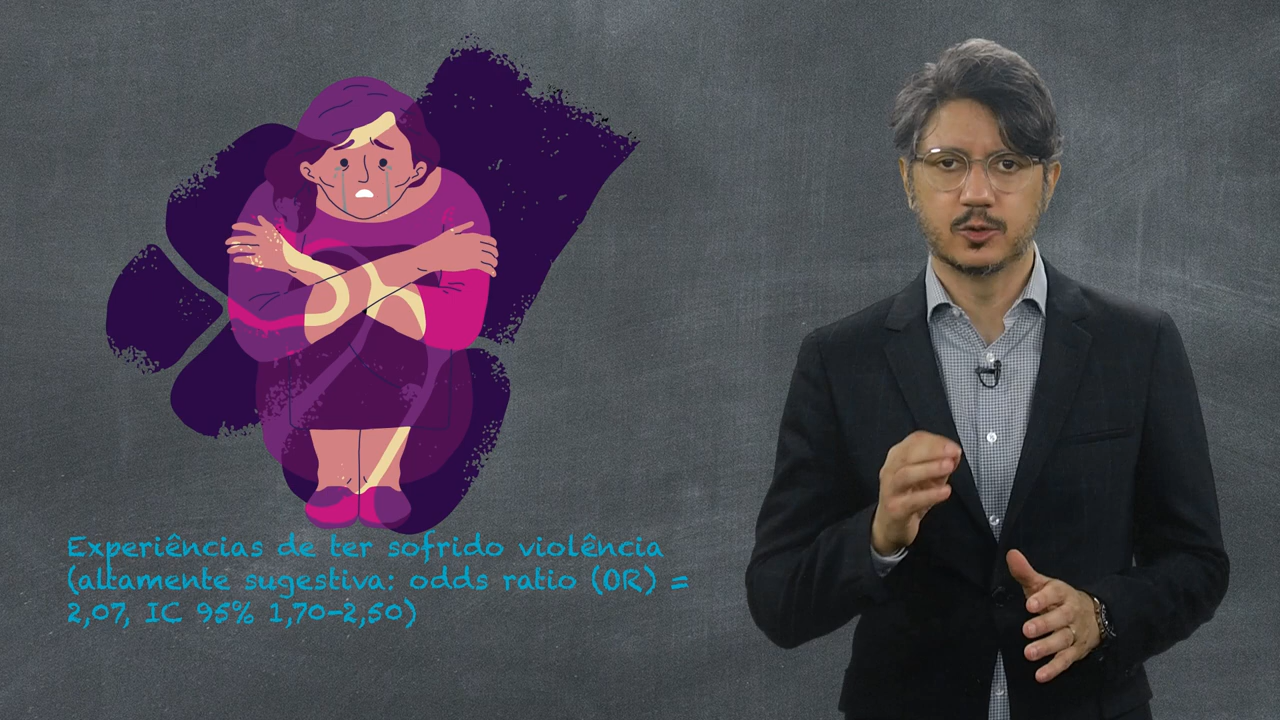 Experiências de ter sofrido violência
(altamente sugestiva: odds ratio (OR) =
2,07, IC 95% 1,70-2,50)